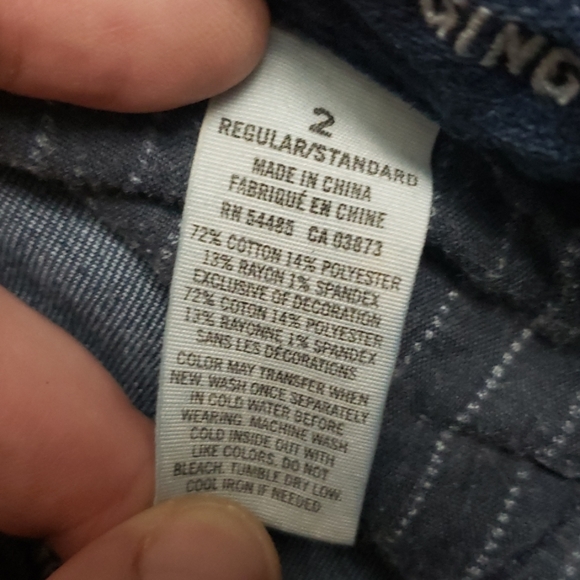 GING
2
REGULAR/STANDARD
MADE IN CHINA
FABRIQUÉ EN CHINE
RN 54485 CA 03873
72% COTTON 14% POLYESTER
13% RAYON 1% SPANDEX
EXCLUSIVE OF DECORATION
72% COTON 14% POLYESTER
13% RAYONNE 1% SPANDEX
SANS LES DÉCORATIONS
COLOR MAY TRANSFER WHEN
NEW. WASH ONCE SEPARATELY
IN COLD WATER BEFORE
WEARING. MACHINE WASH
COLD INSIDE OUT WITH
LIKE COLORS. DO NOT
BLEACH. TUMBLE DRY LOW.
COOL IRON IF NEEDED